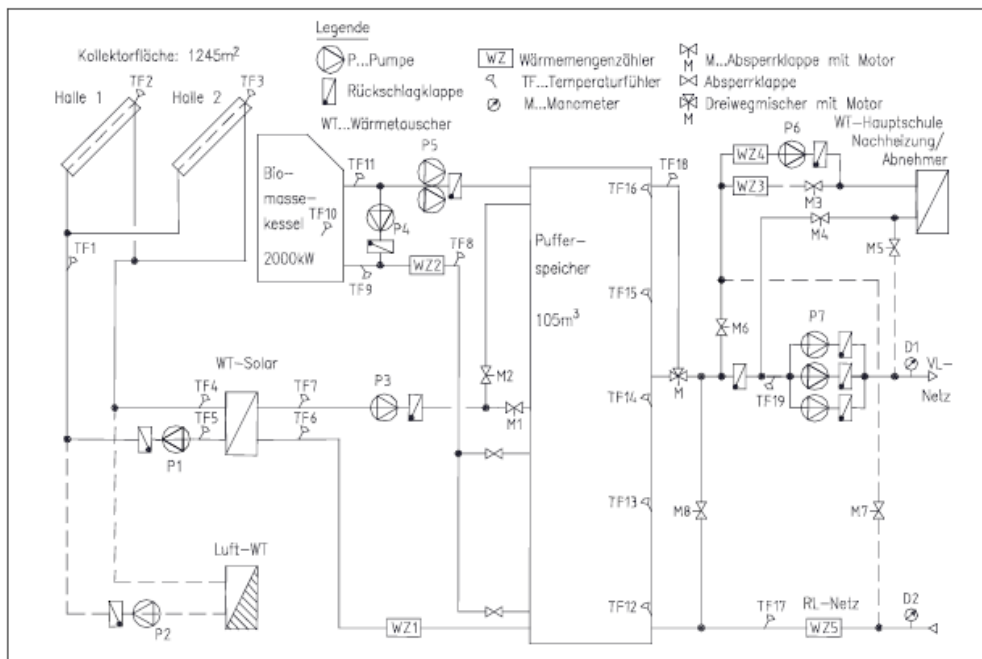 Legende
Kollektorfläche: 1245m²
P...Pumpe
WZ Wärmemengenzähler
M...Absperrklappe mit Motor
M
TF...Temperaturfühler
Absperrklappe
Rückschlagklappe
M...Manometer
Dreiwegmischer mit Motor
M
WT...Wärmetauscher
TF2
TF3
Halle 1
Halle 2
P6
WT-Hauptschule
Nachheizung/
Abnehmer
WZ4
P5
TF11
TF18
TF16
WZ3
M3
Bio-
masse-
kessel
2000kW
TF10
P4
M4
M5
TF1
TF8
WZ2
TF9
Puffer-
speicher
105m³
TF15
P7
M6
D1
WT-Solar
VL-
Netz
M2
M
TF19
TF4
TF7
P3
M1
TF14
TF5
TF6
P1
TF13
M8
M7
Luft-WT
TF12
RL-Netz
D2
TF17
P2
WZ1
WZ5